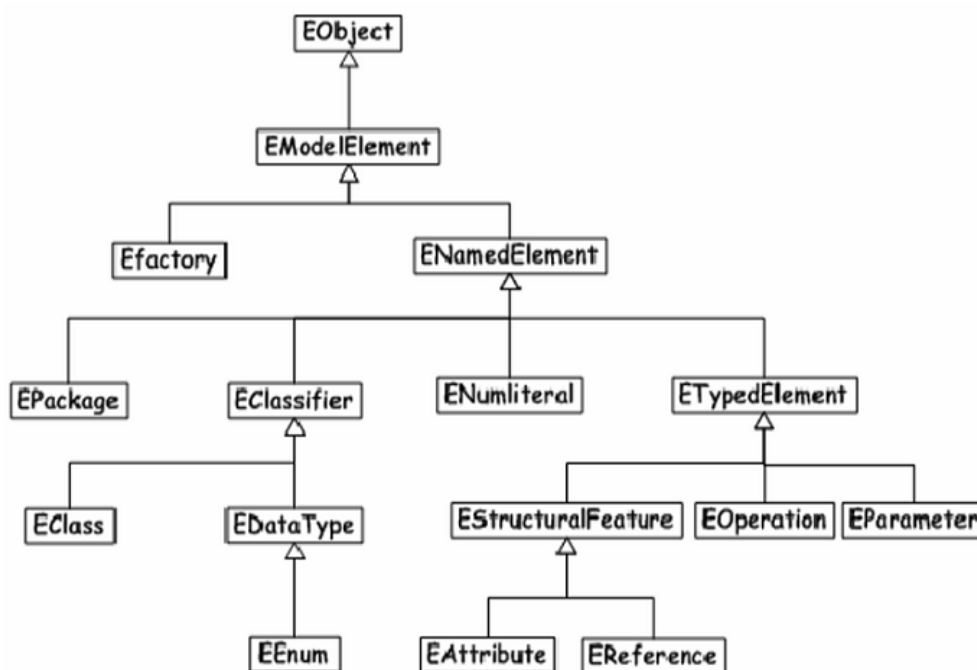 EObject
EModelElement
Efactory
ENamedElement
EPackage
EClassifier
ENumliteral
ETypedElement
EClass
EDataType
EStructuralFeature
EOperation
EParameter
EEnum
EAttribute
EReference